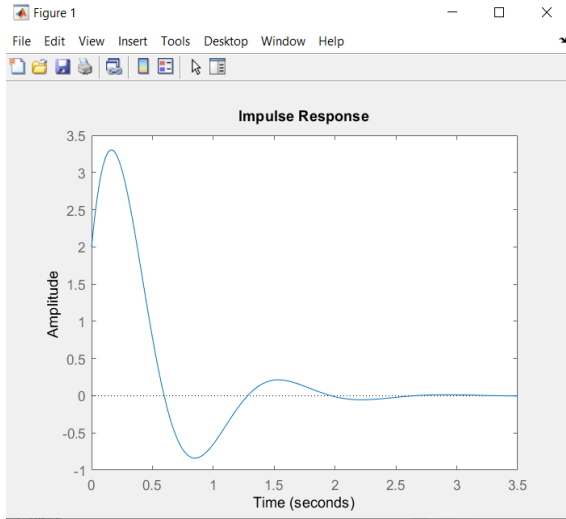 Figure 1
File Edit View Insert Tools Desktop Window Help
Impulse Response
3.5
3
2.5
2
1.5
1
0.5
0
-0.5
-1
Amplitude
0 0.5 1 1.5 2 2.5 3 3.5
Time (seconds)